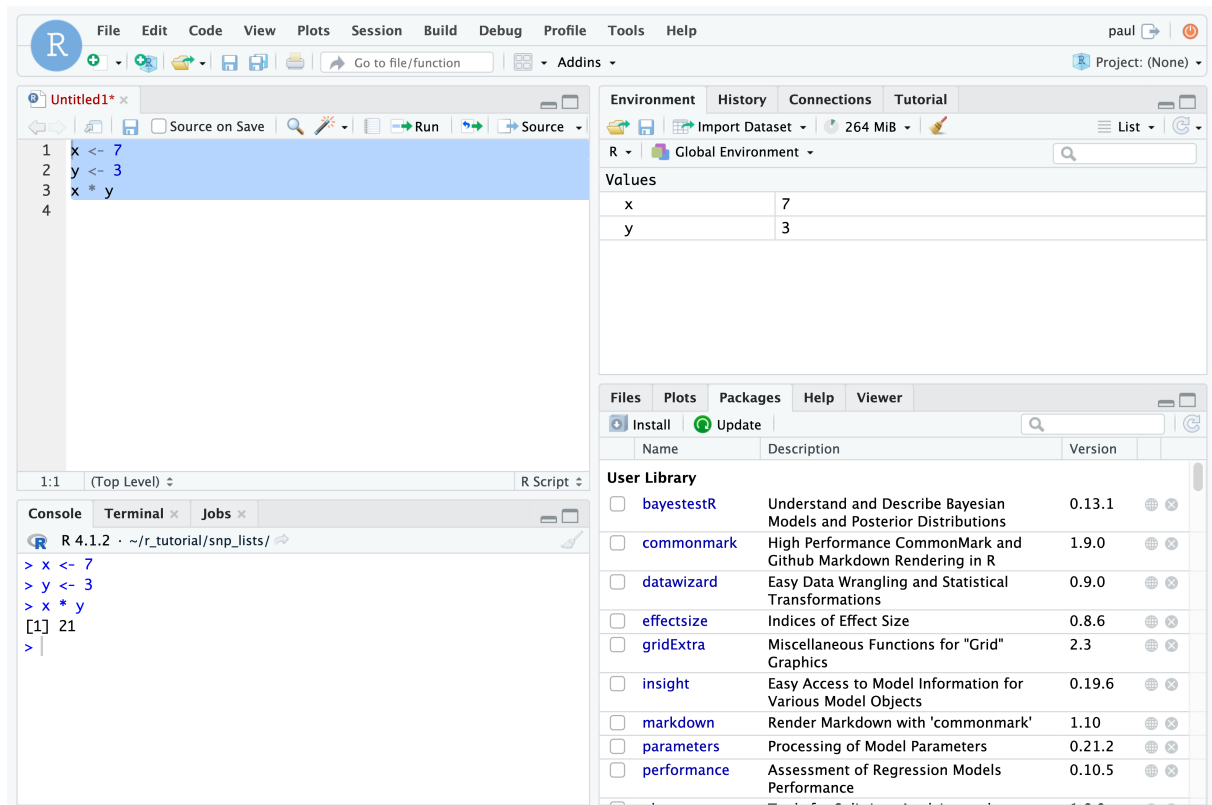 R
File Edit Code View Plots Session Build Debug Profile Tools Help
paul
Go to file/function
Addins
R Project: (None)
Untitled1*
Source on Save
Run
Source
1 x <- 7
2 y <- 3
3 x * y
4
1:1 (Top Level) R Script
Console Terminal Jobs
R R 4.1.2 · ~/r_tutorial/snp_lists/
> x <- 7
> y <- 3
> x * y
[1] 21
>
Environment History Connections Tutorial
Import Dataset 264 MiB List
R Global Environment
Values
x 7
y 3
Files Plots Packages Help Viewer
Install Update
Name Description Version
User Library
bayestestR Understand and Describe Bayesian 0.13.1
Models and Posterior Distributions
commonmark High Performance CommonMark and 1.9.0
Github Markdown Rendering in R
datawizard Easy Data Wrangling and Statistical 0.9.0
Transformations
effectsize Indices of Effect Size 0.8.6
gridExtra Miscellaneous Functions for "Grid" 2.3
Graphics
insight Easy Access to Model Information for 0.19.6
Various Model Objects
markdown Render Markdown with 'commonmark' 1.10
parameters Processing of Model Parameters 0.21.2
performance Assessment of Regression Models 0.10.5
Performance